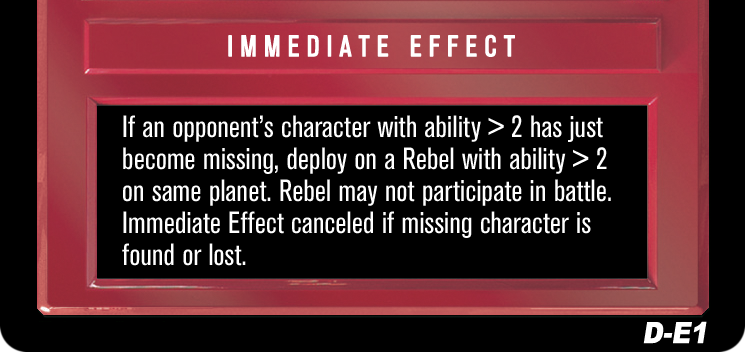 IMMEDIATE EFFECT
If an opponent's character with ability > 2 has just
become missing, deploy on a Rebel with ability > 2
on same planet. Rebel may not participate in battle.
Immediate Effect canceled if missing character is
found or lost.
D-E1